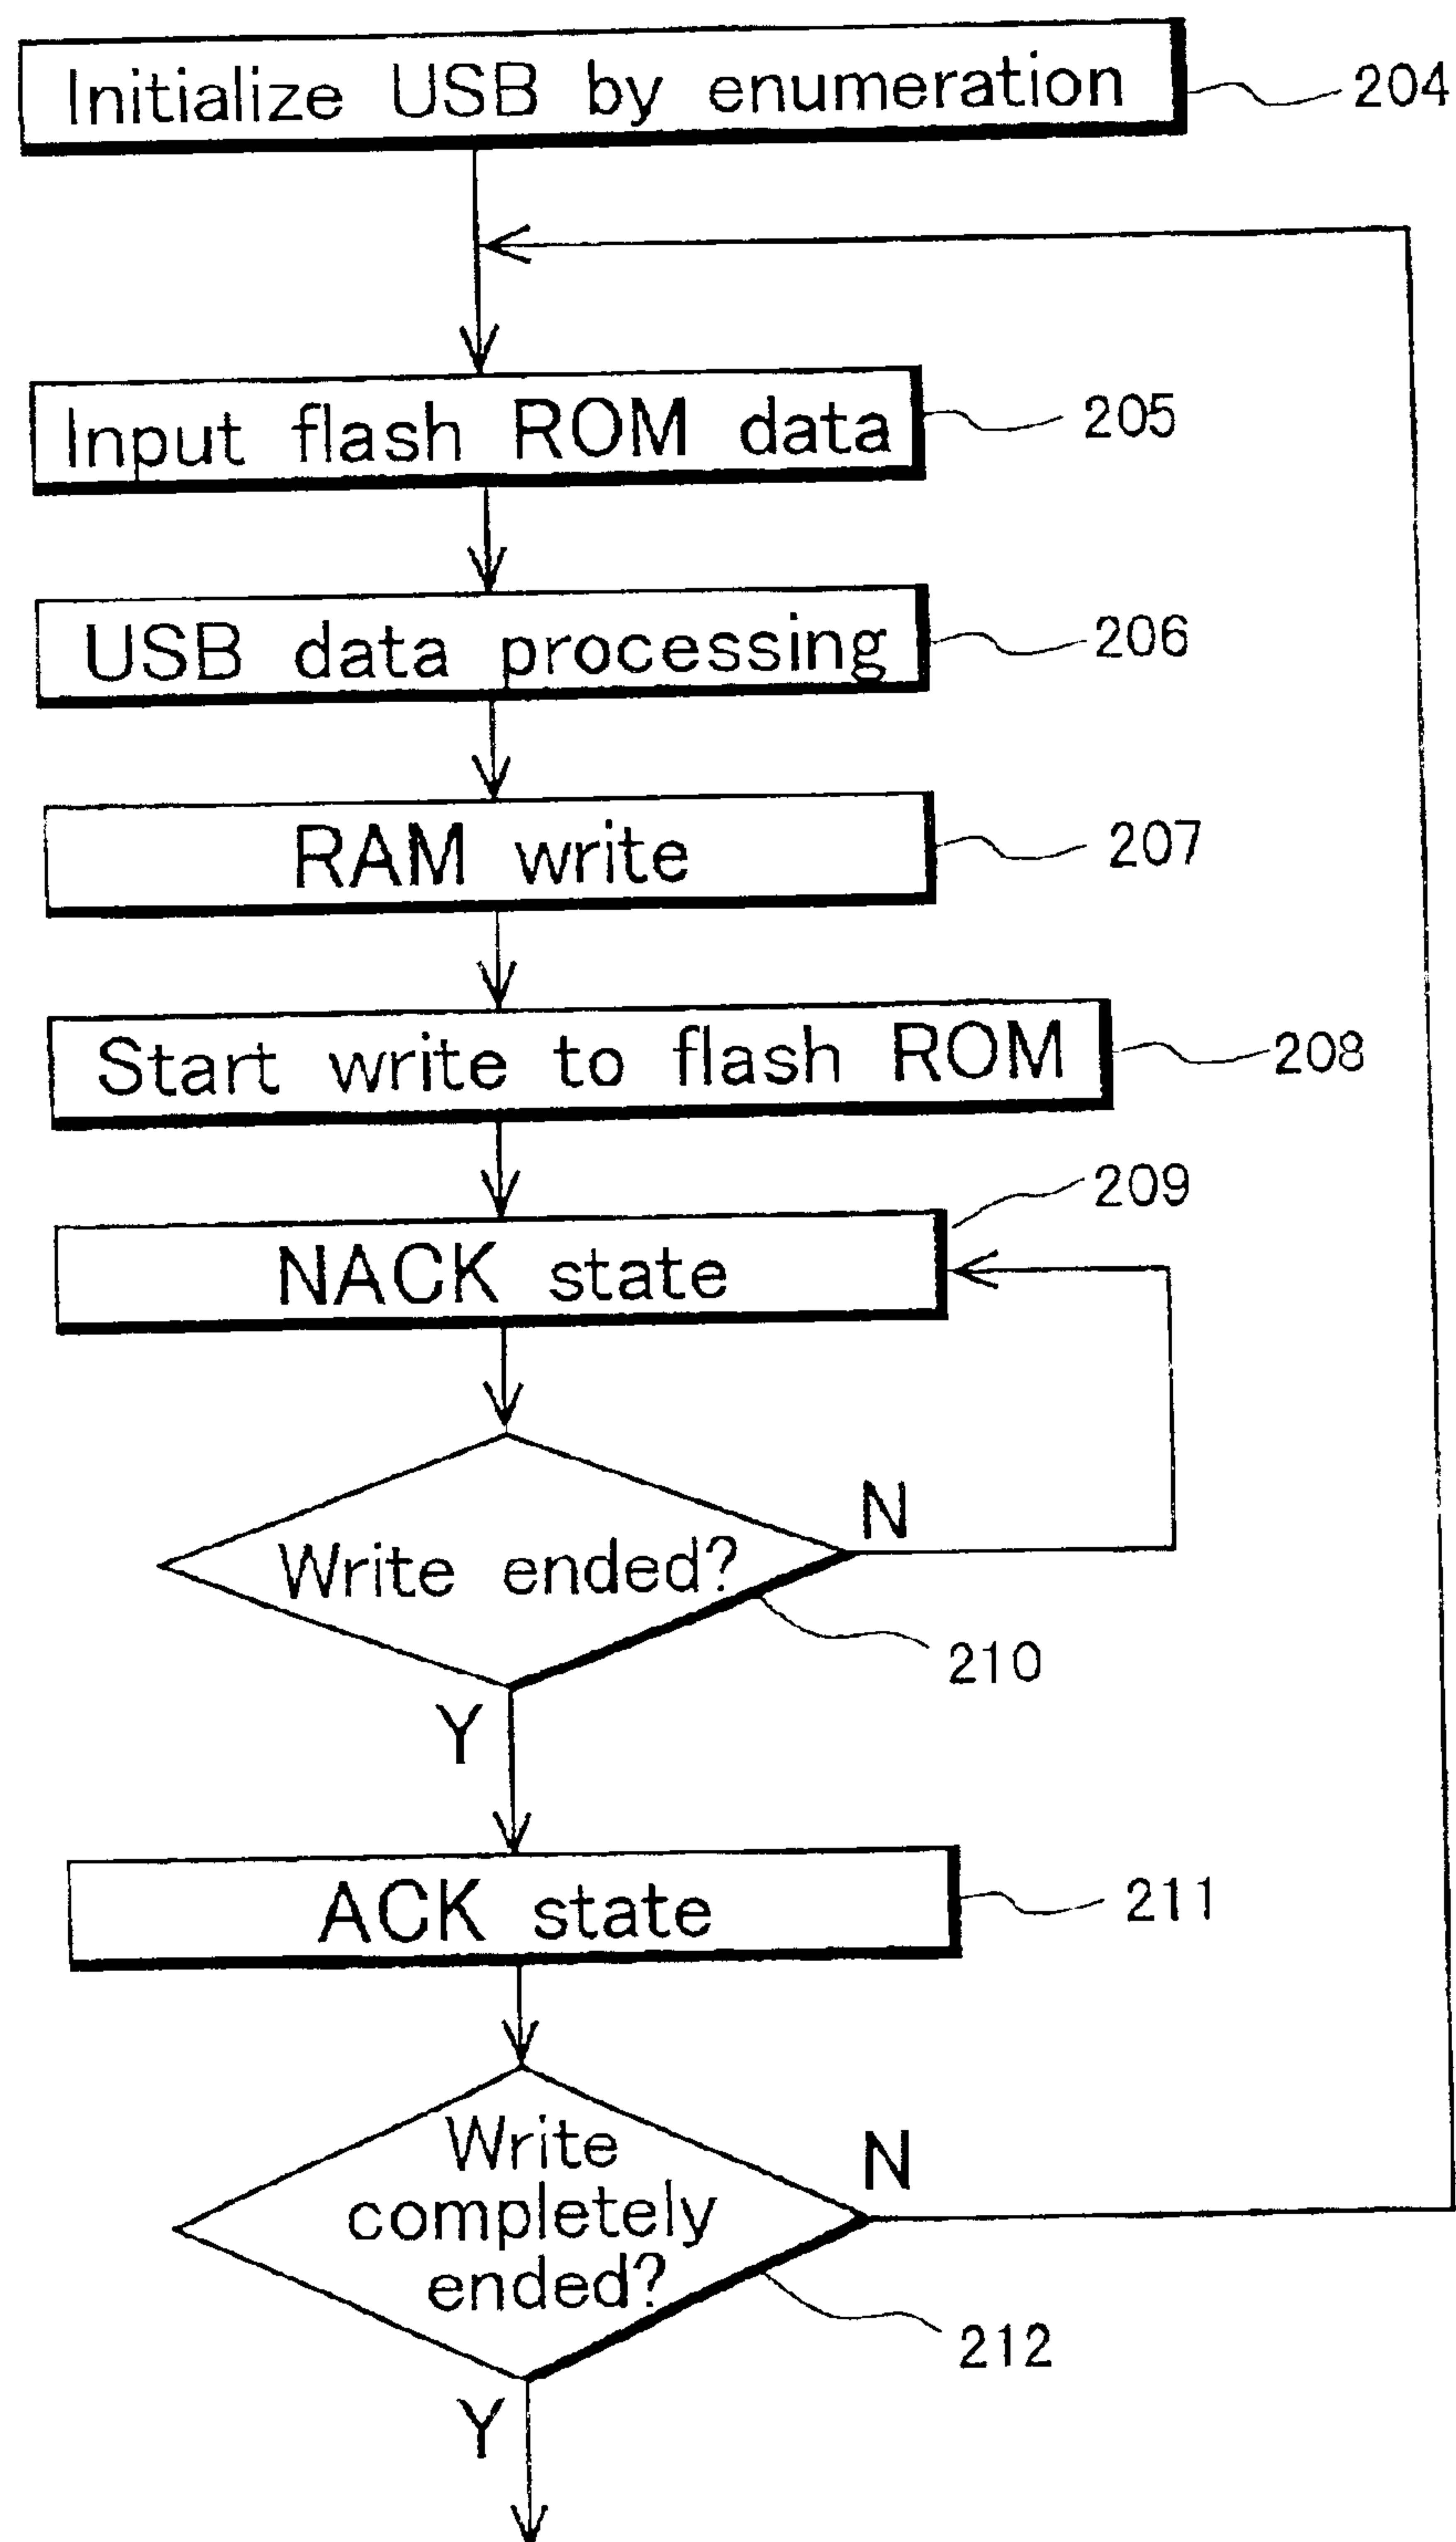 Initialize USB by enumeration 204
Input flash ROM data 205
USB data processing 206
RAM write 207
Start write to flash ROM 208
209
NACK state
N
Write ended?
210
Y
ACK state 211
Write
N
completely
ended?
212
Y